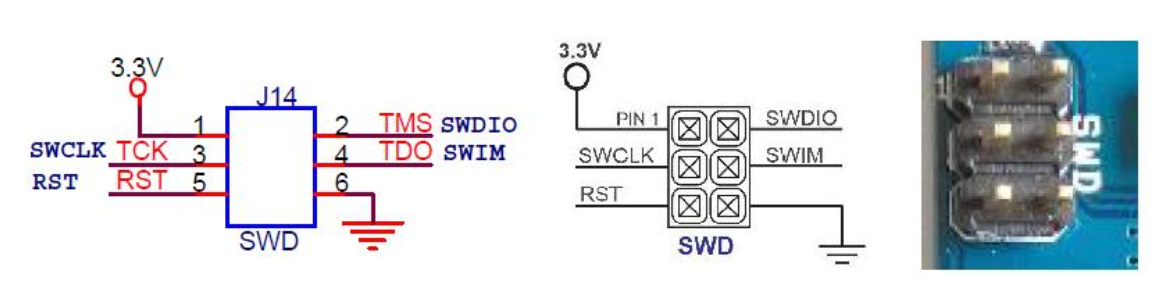 3.3V
J14
1
2
TMS SWDIO
SWCLK TCK
3
4
TDO SWIM
RST
RST
5
6
SWD
3.3V
PIN 1
SWDIO
SWCLK
SWIM
RST
SWD
SWD